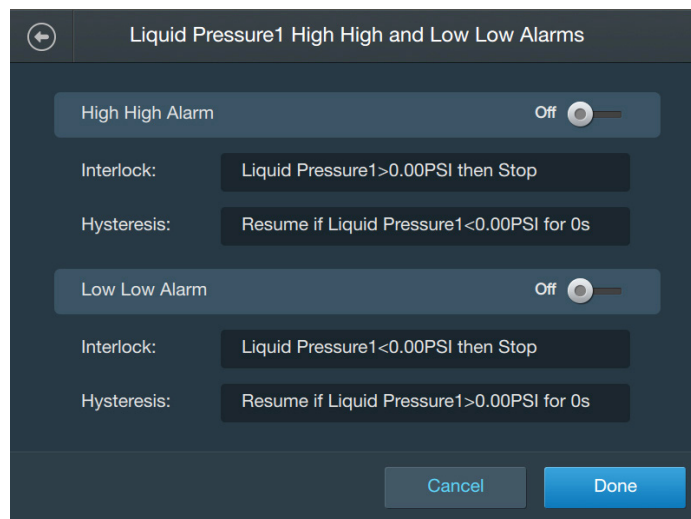 Liquid Pressure1 High High and Low Low Alarms
High High Alarm Off
Interlock: Liquid Pressure1>0.00PSI then Stop
Hysteresis: Resume if Liquid Pressure1<0.00PSI for 0s
Low Low Alarm Off
Interlock: Liquid Pressure1<0.00PSI then Stop
Hysteresis: Resume if Liquid Pressure1>0.00PSI for 0s
Cancel Done